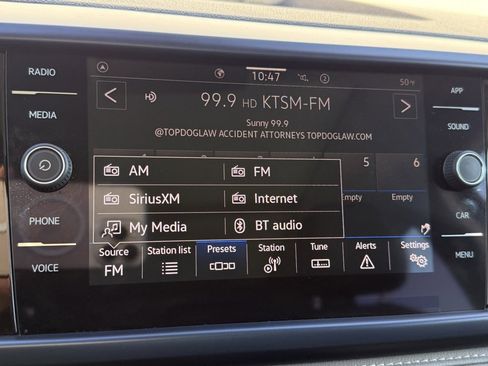 RADIO
MEDIA
PHONE
VOICE
10:47
2
50°F
99.9 HD KTSM-FM
Sunny 99.9
@TOPDOGLAW ACCIDENT ATTORNEYS TOPDOGLAW.COM
AM
FM
SiriusXM
Internet
My Media
BT audio
5
6
Empty
Empty
Source
FM
Station list
Presets
Station
Tune
Alerts
Settings
APP
SOUND
CAR
MENU